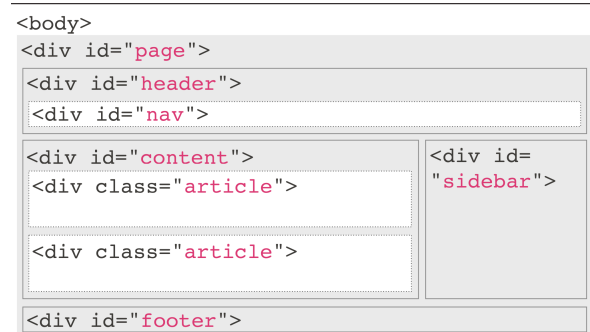 <body>
<div id="page">
<div id="header">
<div id="nav">
<div id="content">
<div class="article">
<div class="article">
<div id=
"sidebar">
<div id="footer">